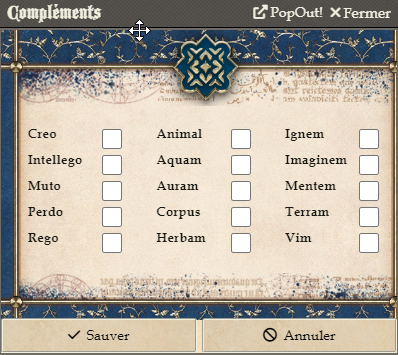 Compléments PopOut! Fermer
Creo Animal Ignem
Intellego Aquam Imaginem
Muto Auram Mentem
Perdo Corpus Terram
Rego Herbam Vim
Sauver Annuler